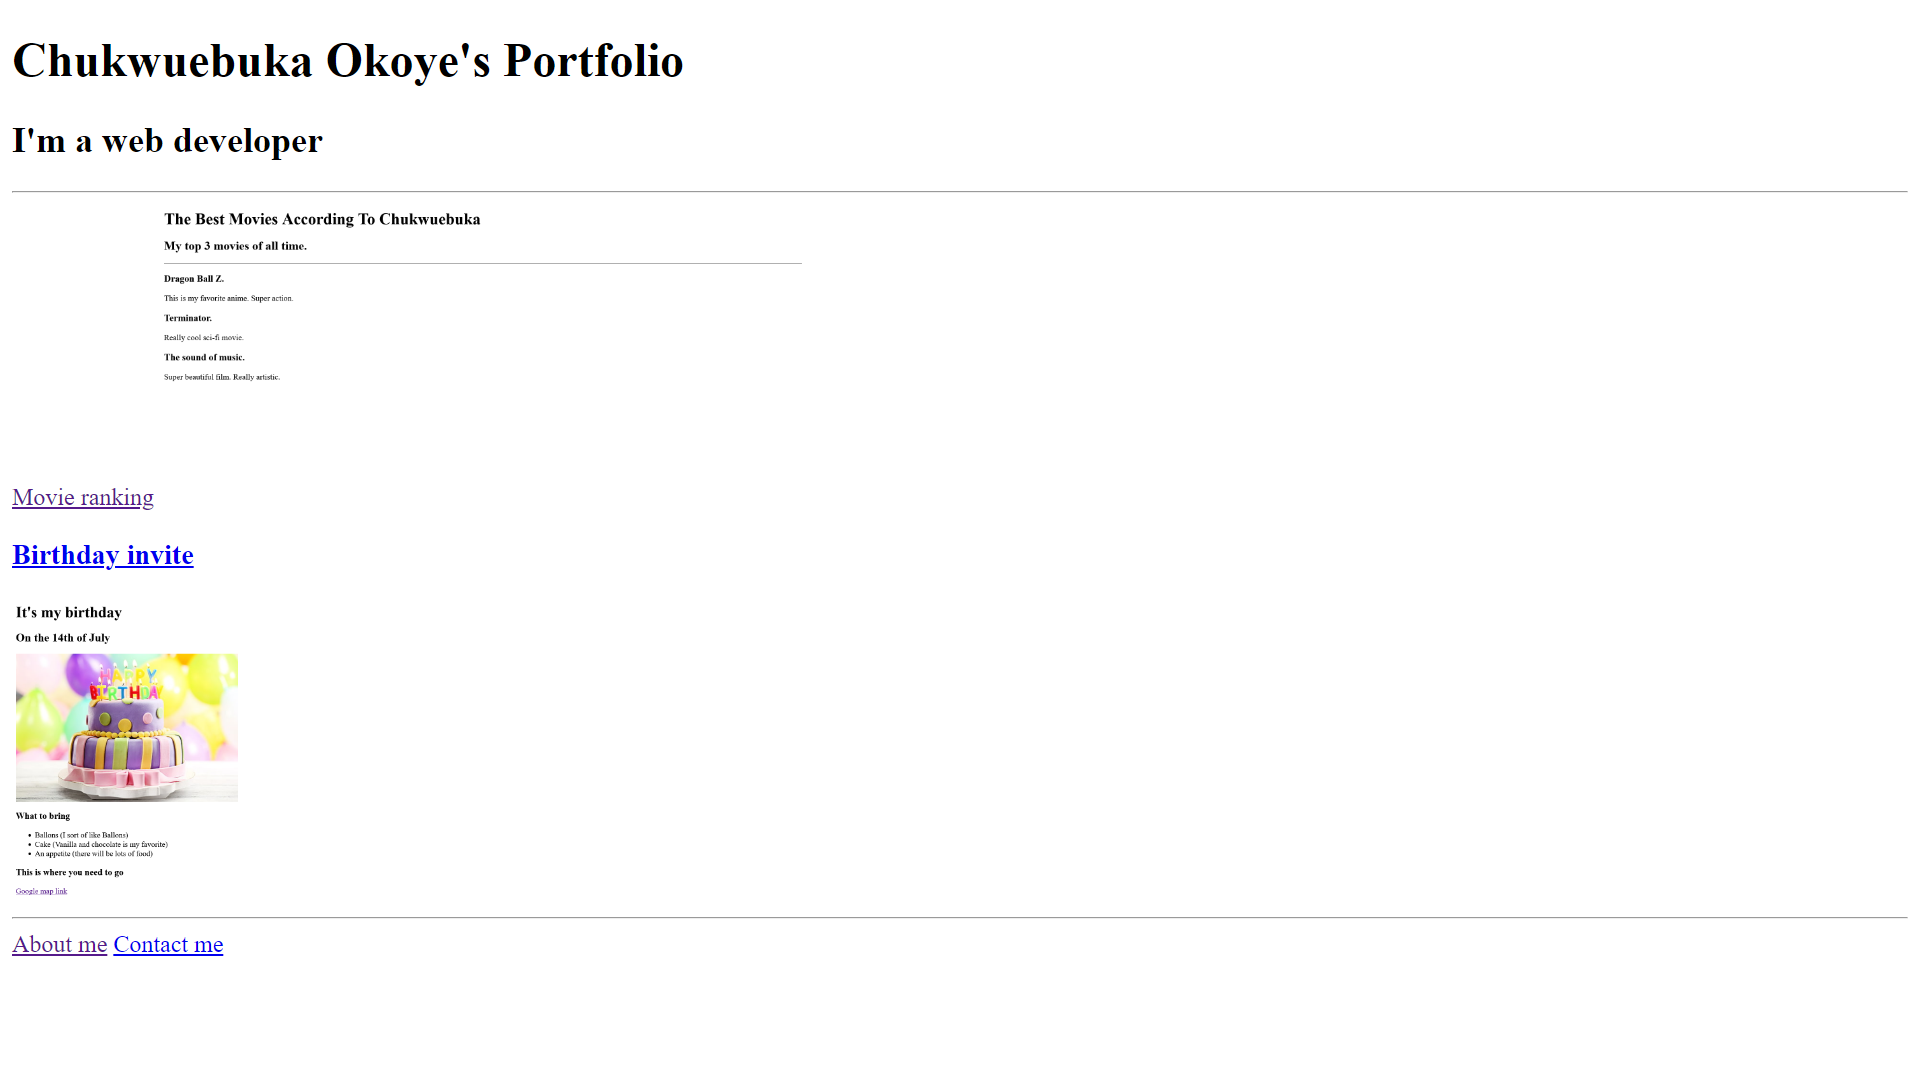 Chukwuebuka Okoye's Portfolio
I'm a web developer
The Best Movies According To Chukwuebuka
My top 3 movies of all time.
Dragon Ball Z.
This is my favorite anime. Super action.
Terminator.
Really cool sci-fi movie.
The sound of music.
Super beautiful film. Really artistic.
Movie ranking
Birthday invite
It's my birthday
On the 14th of July
HAPPY
BIRTHDAY
What to bring
Ballons (I sort of like Ballons)
Cake (Vanilla and chocolate is my favorite)
An appetite (there will be lots of food)
This is where you need to go
Google map link
About me Contact me